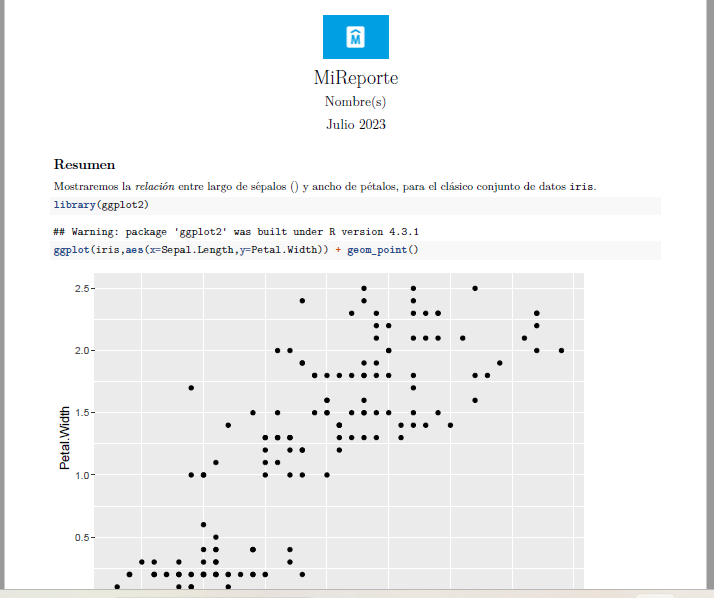 M
MiReporte
Nombre(s)
Julio 2023
Resumen
Mostraremos la relación entre largo de sépalos () y ancho de pétalos, para el clásico conjunto de datos iris.
library(ggplot2)
## Warning: package 'ggplot2' was built under R version 4.3.1
ggplot(iris,aes(x=Sepal.Length,y=Petal.Width)) + geom_point()
2.5
2.0
1.5
1.0
0.5
Petal.Width